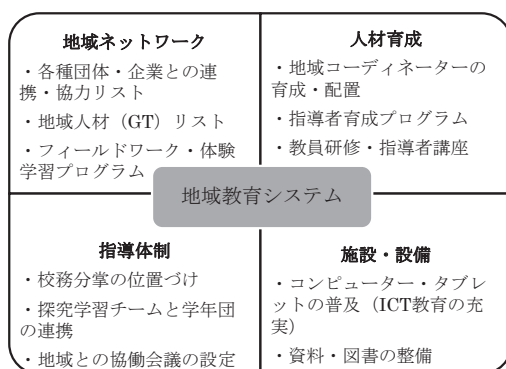 地域ネットワーク
・各種団体・企業との連
携・協力リスト
・地域人材（GT）リスト
・フィールドワーク・体験
学習プログラム
人材育成
・地域コーディネーターの
育成・配置
・指導者育成プログラム
・教員研修・指導者講座
地域教育システム
指導体制
・校務分掌の位置づけ
・探究学習チームと学年団
の連携
・地域との協働会議の設定
施設・設備
・コンピューター・タブレ
ットの普及（ICT教育の充
実）
・資料・図書の整備